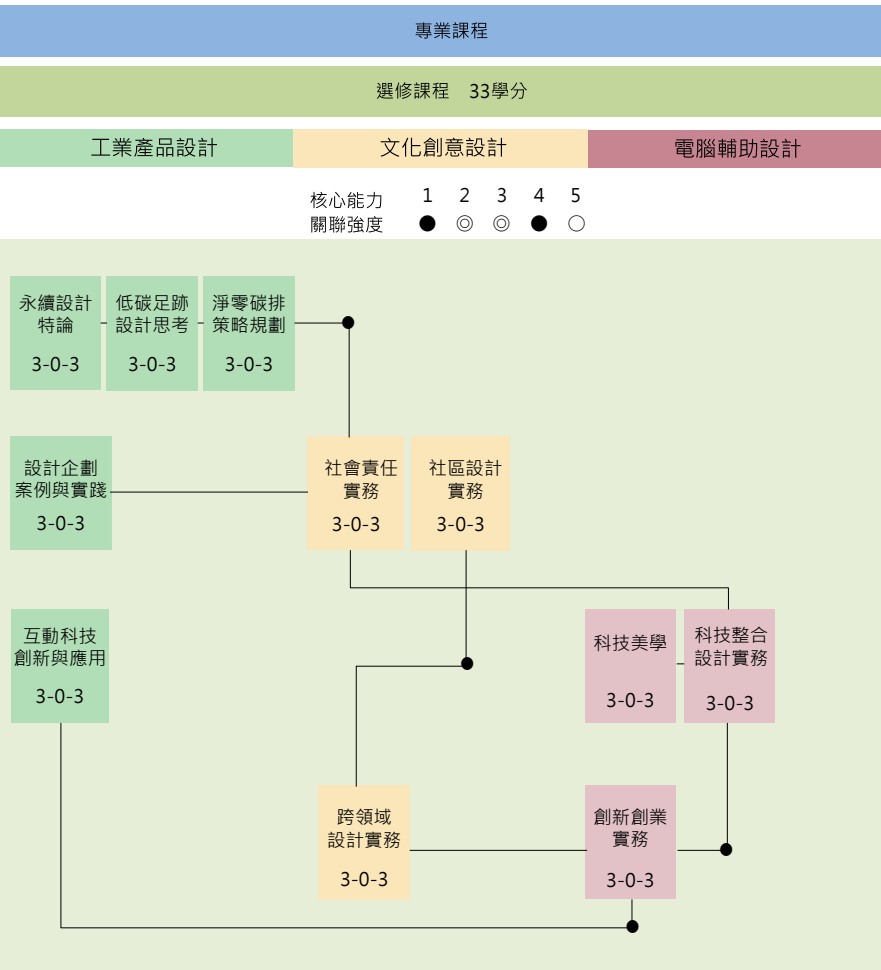 專業課程
選修課程 33學分
工業產品設計 文化創意設計 電腦輔助設計
核心能力 1 2 3 4 5
關聯強度 ● ◎ ◎ ● ○
永續設計
特論
3-0-3
低碳足跡
設計思考
3-0-3
淨零碳排
策略規劃
3-0-3
設計企劃
案例與實踐
3-0-3
社會責任
實務
3-0-3
社區設計
實務
3-0-3
互動科技
創新與應用
3-0-3
科技美學
3-0-3
科技整合
設計實務
3-0-3
跨領域
設計實務
3-0-3
創新創業
實務
3-0-3